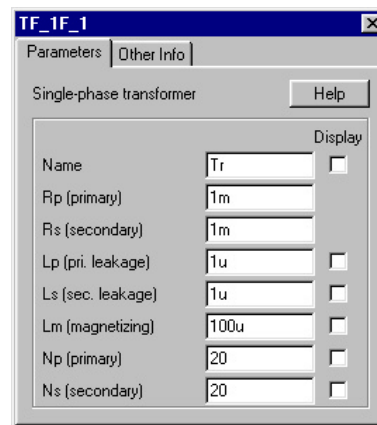 TF_1F_1
Parameters Other Info
Single-phase transformer Help
Display
Name Tr
Rp (primary) 1m
Rs (secondary) 1m
Lp (pri. leakage) 1u
Ls (sec. leakage) 1u
Lm (magnetizing) 100u
Np (primary) 20
Ns (secondary) 20